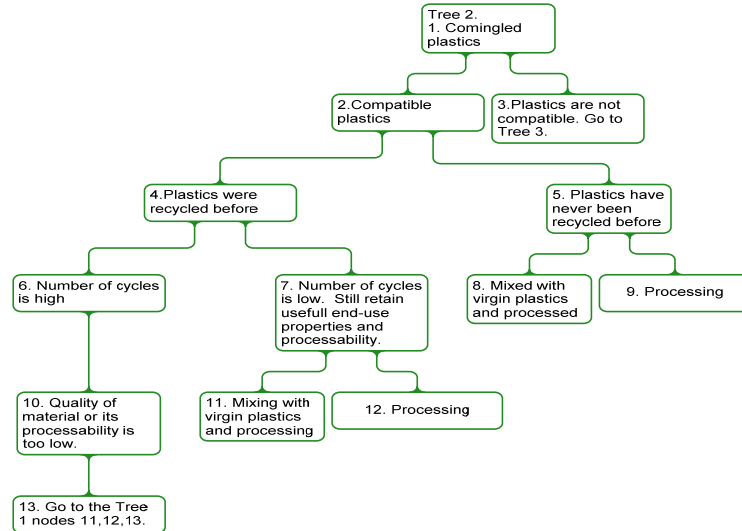 Tree 2.
1. Comingled
plastics
2.Compatible
plastics
3.Plastics are not
compatible. Go to
Tree 3.
4.Plastics were
recycled before
5. Plastics have
never been
recycled before
6. Number of cycles
is high
7. Number of cycles
is low. Still retain
usefull end-use
properties and
processability.
8. Mixed with
virgin plastics
and processed
9. Processing
10. Quality of
material or its
processability is
too low.
11. Mixing with
virgin plastics
and processing
12. Processing
13. Go to the Tree
1 nodes 11,12,13.